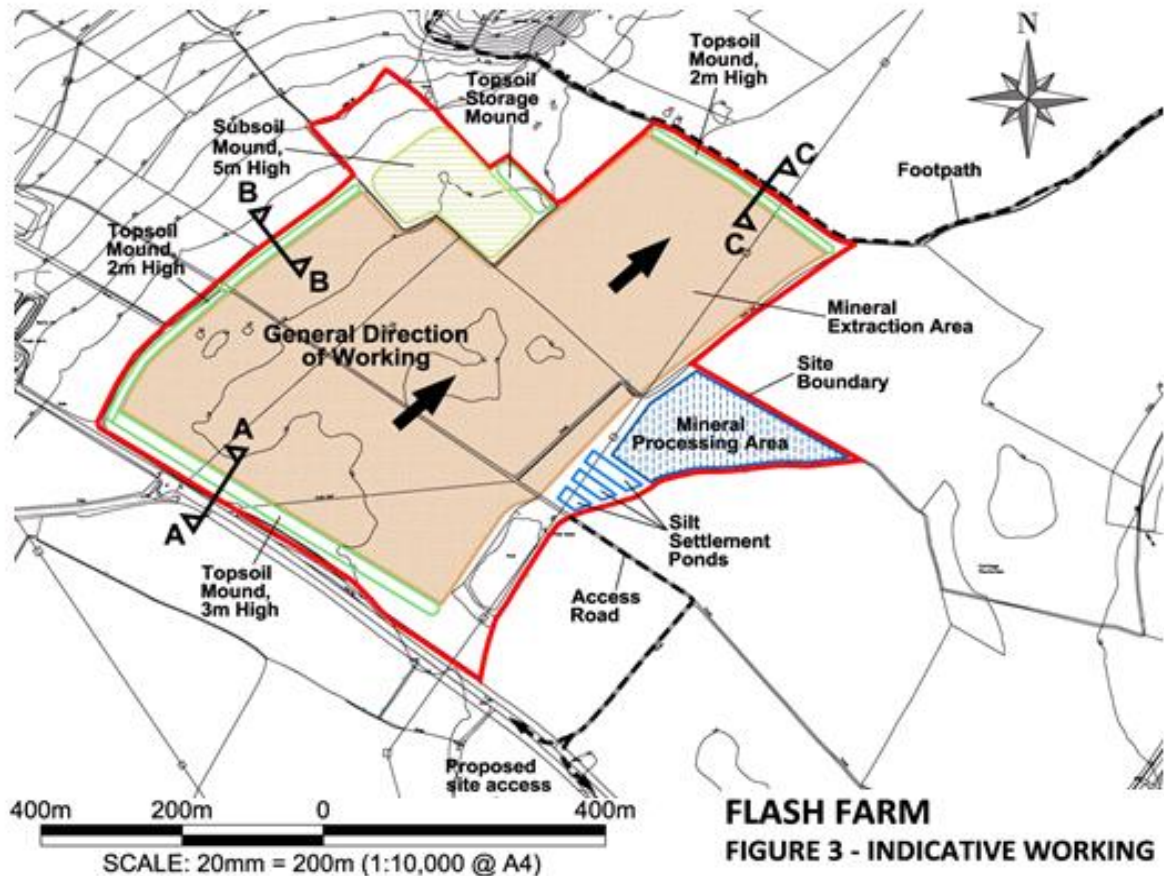 N
Topsoil
Mound,
2m High
Topsoil
Storage
Mound
Subsoil
Mound,
5m High
C
C
B
B
Footpath
Topsoil
Mound,
2m High
General Direction
of Working
Mineral
Extraction Area
Site
Boundary
Mineral
Processing Area
A
A
Silt
Settlement
Ponds
Topsoil
Mound,
3m High
Access
Road
Proposed
site access
400m 200m 0 400m
SCALE: 20mm = 200m (1:10,000 @ A4)
FLASH FARM
FIGURE 3 - INDICATIVE WORKING